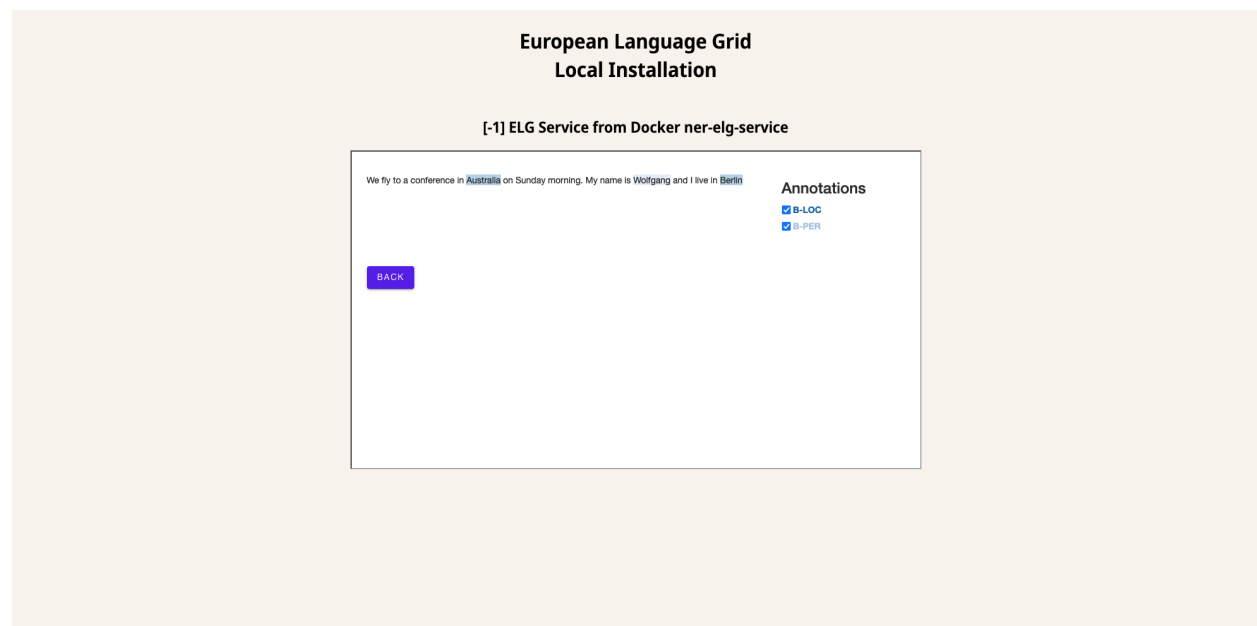 European Language Grid
Local Installation
[-1] ELG Service from Docker ner-elg-service
We fly to a conference in Australia on Sunday morning. My name is Wolfgang and I live in Berlin
Annotations
B-LOC
B-PER
BACK